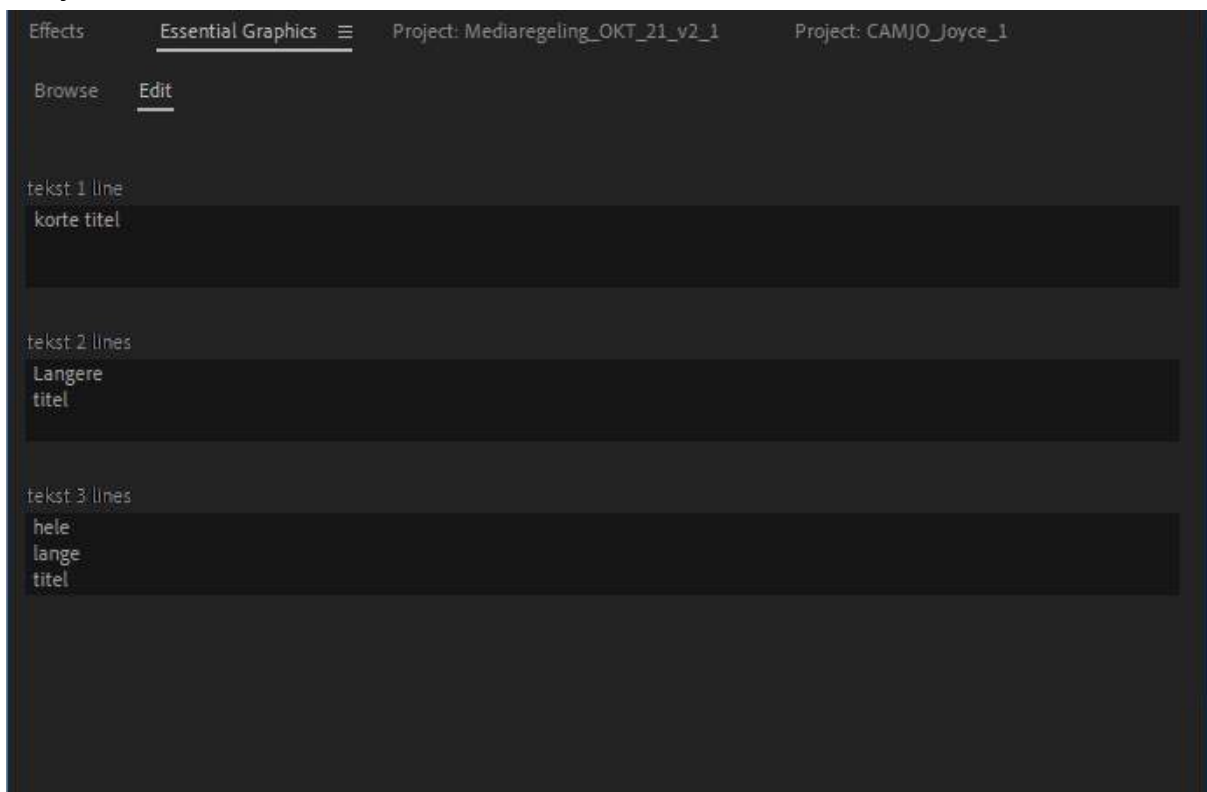 Effects Essential Graphics Project: Mediaregeling_OKT_21_v2_1 Project: CAMJO_Joyce_1
Browse Edit
tekst 1 line
korte titel
tekst 2 lines
Langere
titel
tekst 3 lines
hele
lange
titel